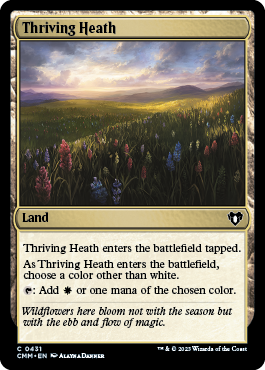 Thriving Heath
Land
Thriving Heath enters the battlefield tapped.
As Thriving Heath enters the battlefield,
choose a color other than white.
: Add or one mana of the chosen color.
Wildflowers here bloom not with the season but
with the ebb and flow of magic.
C 0431
CMM • EN Alayna Danner
™ & © 2023 Wizards of the Coast